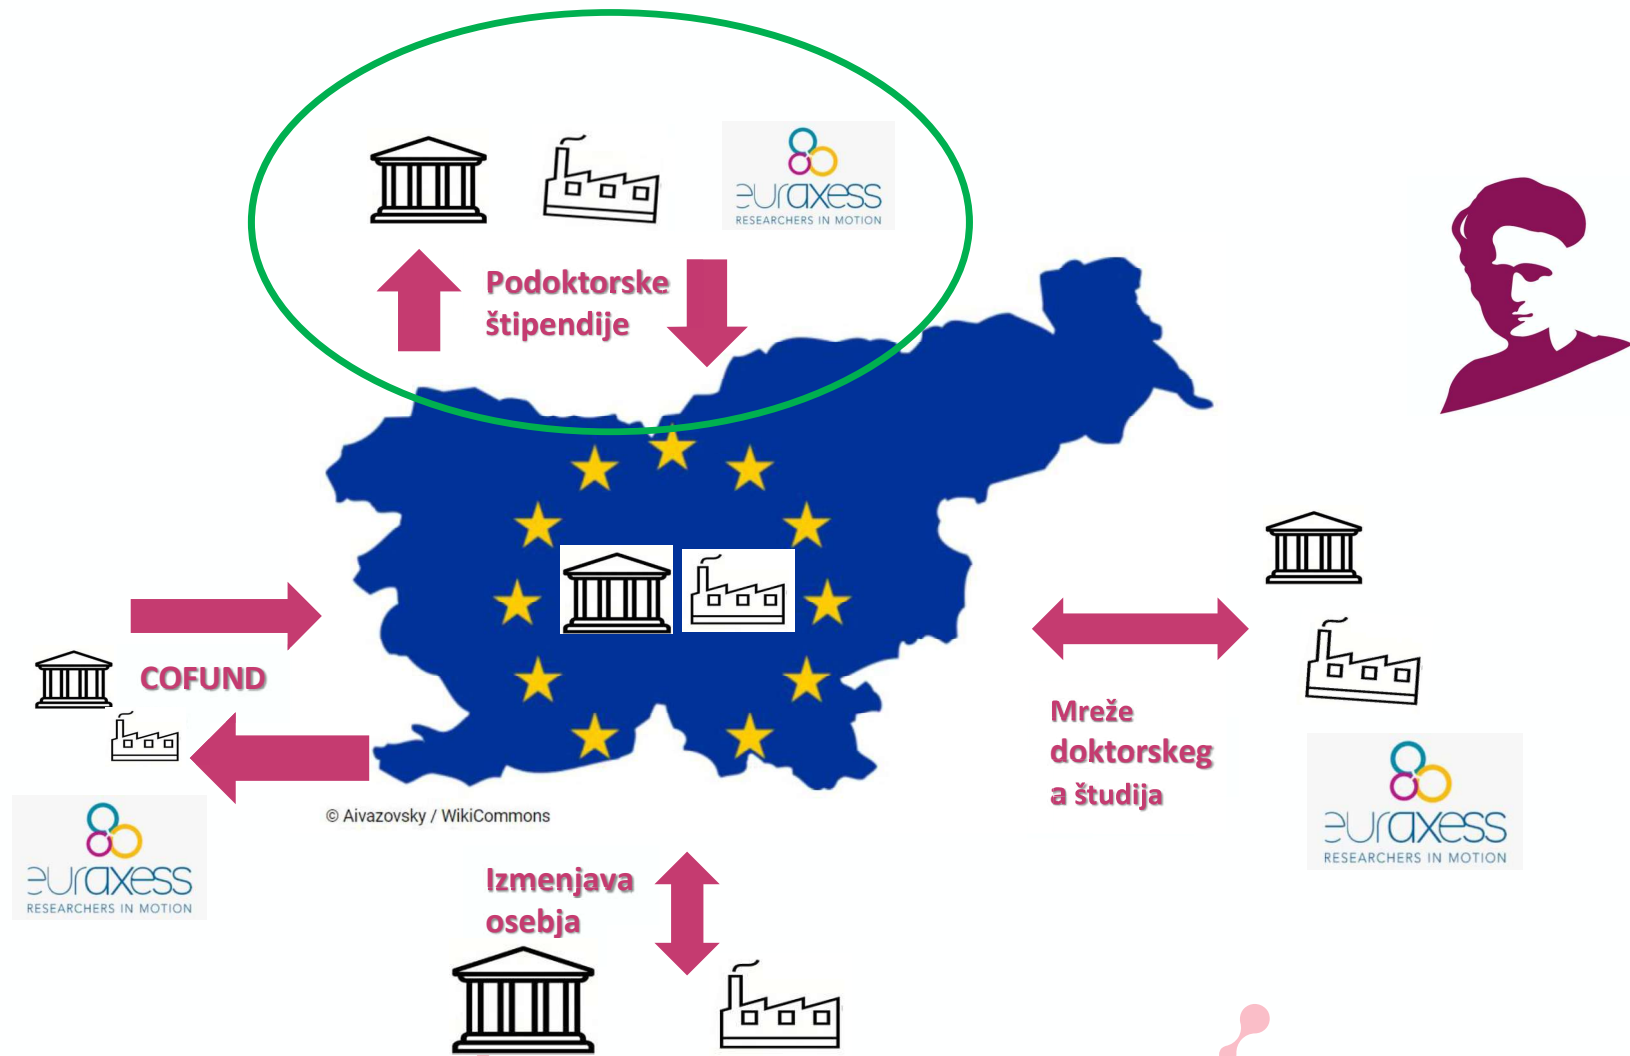 euraxess
RESEARCHERS IN MOTION
Podoktorske
štipendije
COFUND
Mreže
doktorskeg
a študija
euraxess
RESEARCHERS IN MOTION
© Aivazovsky / WikiCommons
euraxess
RESEARCHERS IN MOTION
Izmenjava
osebja